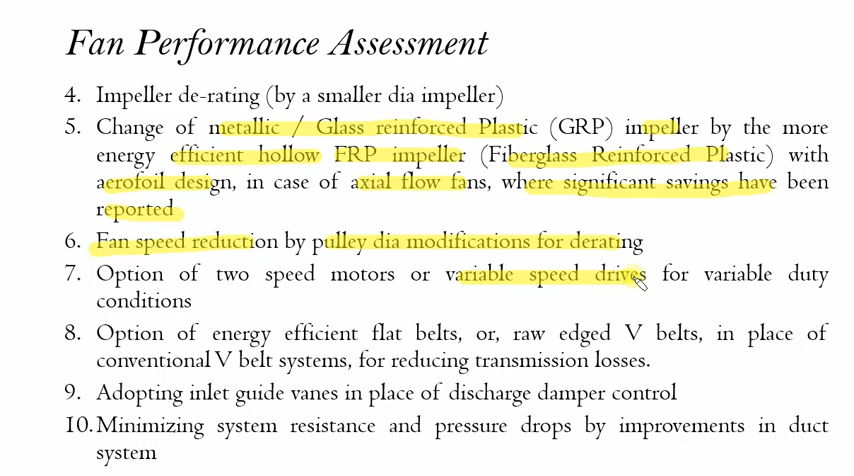 Fan Performance Assessment
4. Impeller de-rating (by a smaller dia impeller)
5. Change of metallic / Glass reinforced Plastic (GRP) impeller by the more
energy efficient hollow FRP impeller (Fiberglass Reinforced Plastic) with
aerofoil design, in case of axial flow fans, where significant savings have been
reported
6. Fan speed reduction by pulley dia modifications for derating
7. Option of two speed motors or variable speed drives for variable duty
conditions
8. Option of energy efficient flat belts, or, raw edged V belts, in place of
conventional V belt systems, for reducing transmission losses.
9. Adopting inlet guide vanes in place of discharge damper control
10. Minimizing system resistance and pressure drops by improvements in duct
system